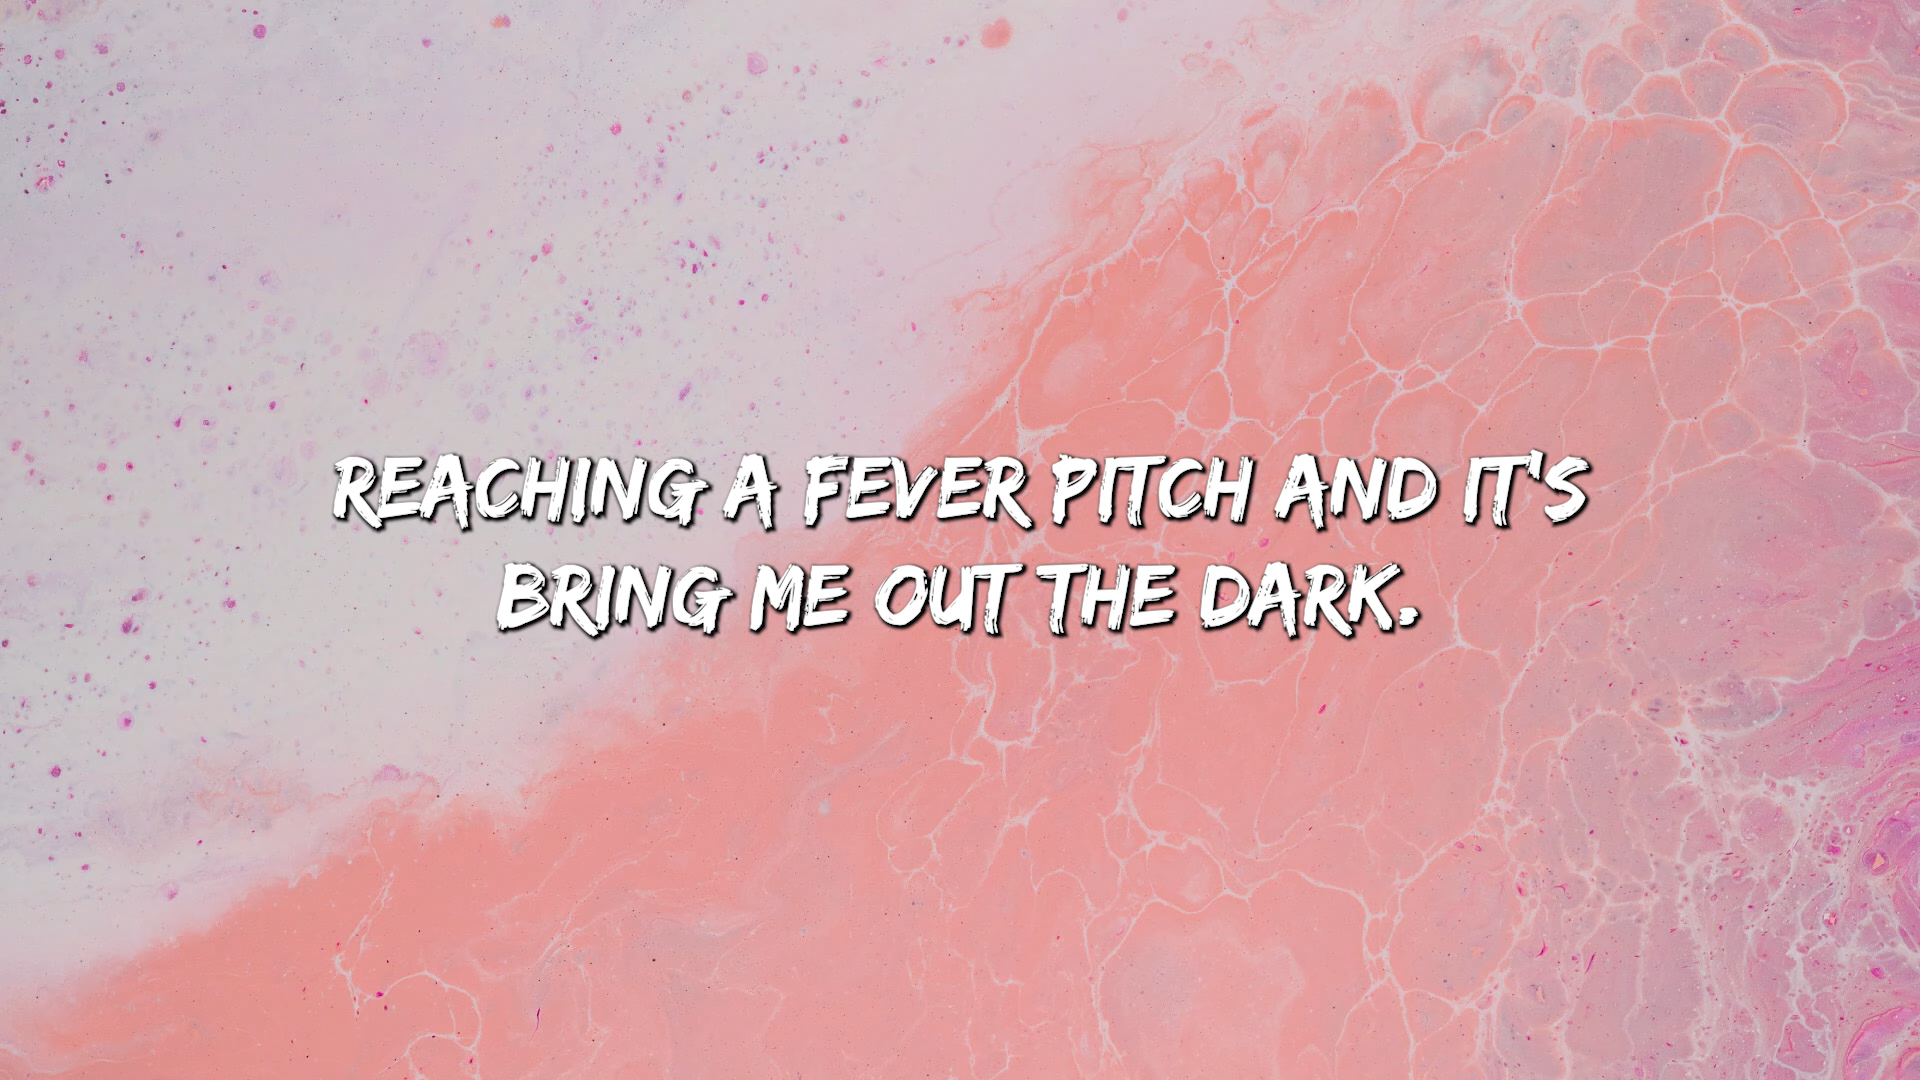 REACHING A FEVER PITCH AND IT'S
BRING ME OUT THE DARK.